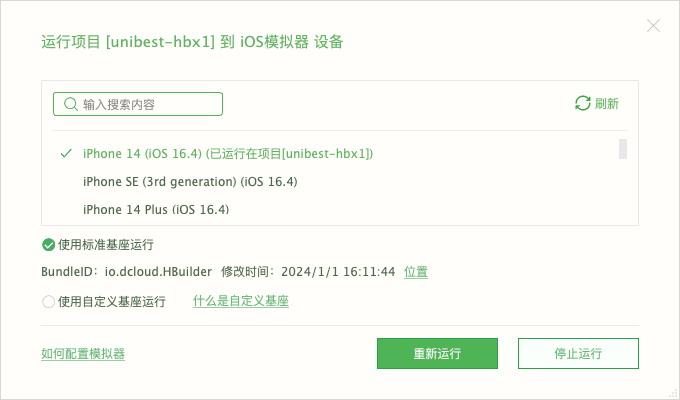 运行项目 [unibest-hbx1] 到 iOS模拟器 设备
输入搜索内容
刷新
iPhone 14 (iOS 16.4) (已运行在项目[unibest-hbx1])
iPhone SE (3rd generation) (iOS 16.4)
iPhone 14 Plus (iOS 16.4)
使用标准基座运行
BundleID：io.dcloud.HBuilder 修改时间：2024/1/1 16:11:44 位置
使用自定义基座运行 什么是自定义基座
如何配置模拟器
重新运行
停止运行